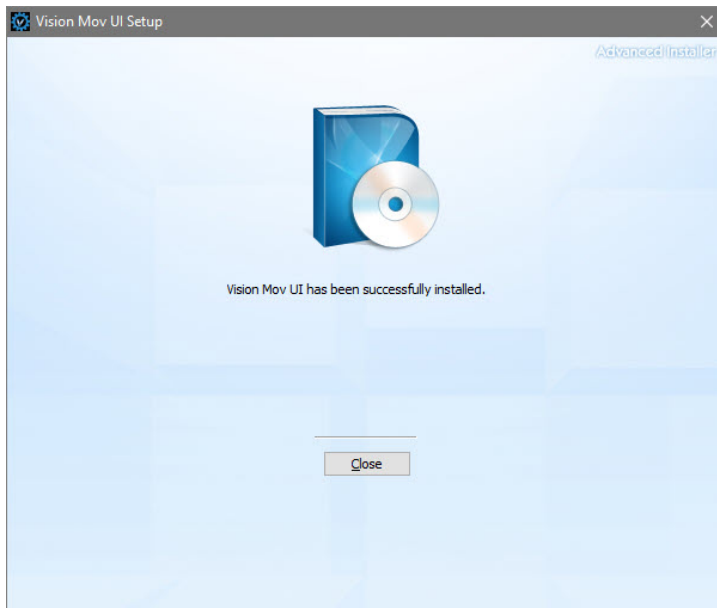 Vision Mov UI Setup
Advanced Installer
Vision Mov UI has been successfully installed.
Close